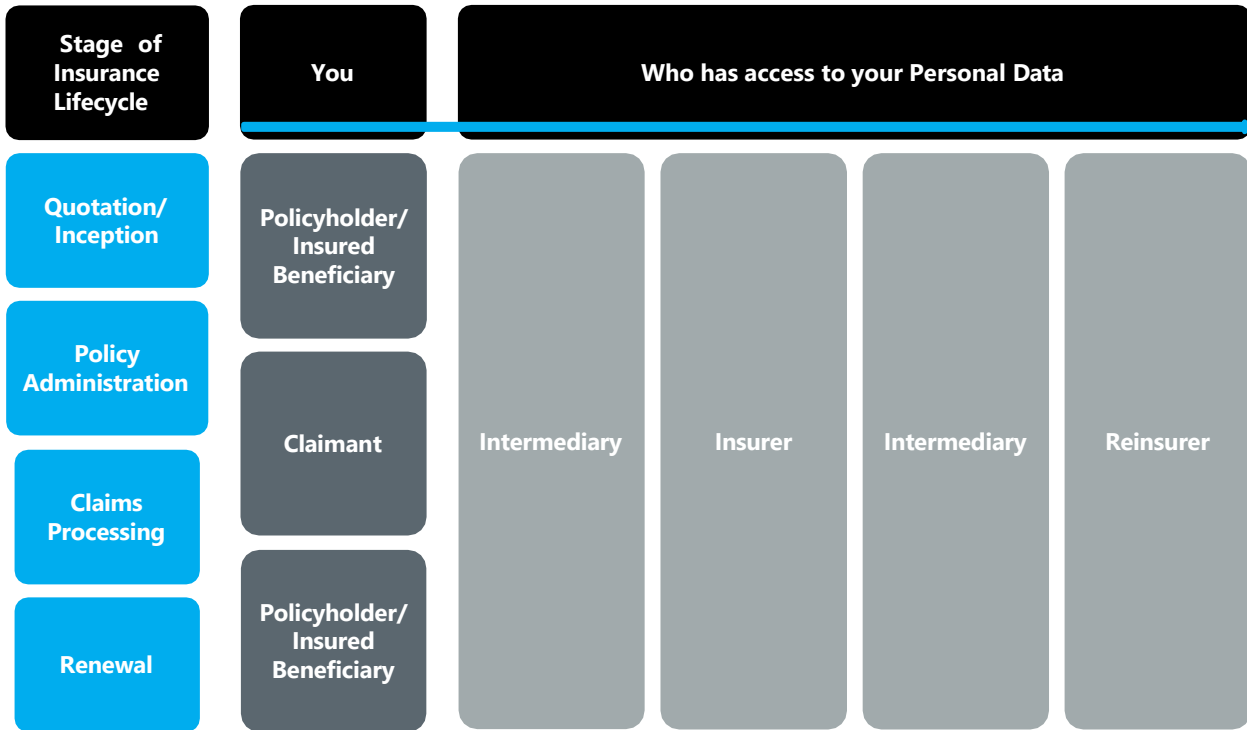 Stage of
Insurance
Lifecycle
You
Who has access to your Personal Data
Quotation/
Inception
Policy
Administration
Claims
Processing
Renewal
Policyholder/
Insured
Beneficiary
Claimant
Policyholder/
Insured
Beneficiary
Intermediary
Insurer
Intermediary
Reinsurer